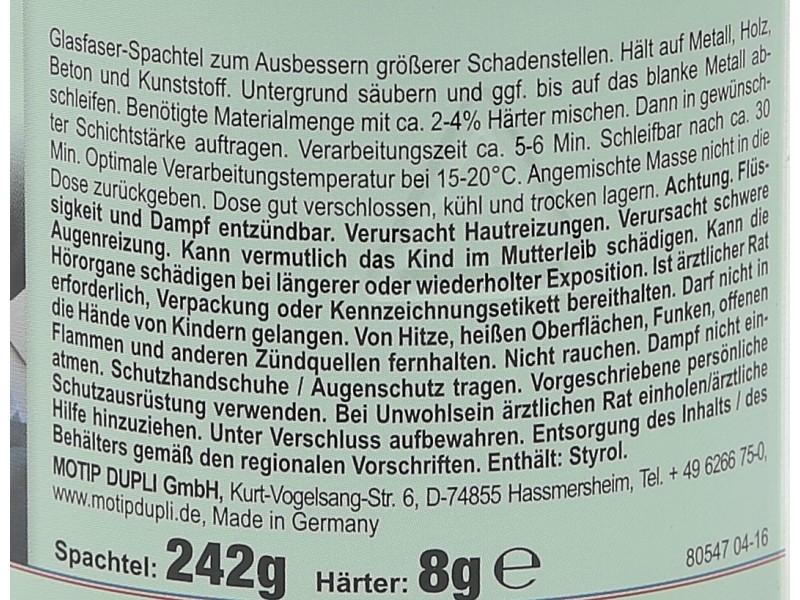 Glasfaser-Spachtel zum Ausbessern größerer Schadenstellen. Hält auf Metall, Holz,
Beton und Kunststoff. Untergrund säubern und ggf. bis auf das blanke Metall ab-
schleifen. Benötigte Materialmenge mit ca. 2-4% Härter mischen. Dann in gewünsch-
ter Schichtstärke auftragen. Verarbeitungszeit ca. 5-6 Min. Schleifbar nach ca. 30
Min. Optimale Verarbeitungstemperatur bei 15-20°C. Angemischte Masse nicht in die
Dose zurückgeben. Dose gut verschlossen, kühl und trocken lagern. Achtung. Flüs-
sigkeit und Dampf entzündbar. Verursacht Hautreizungen. Verursacht schwere
Augenreizung. Kann vermutlich das Kind im Mutterleib schädigen. Kann die
Hörorgane schädigen bei längerer oder wiederholter Exposition. Ist ärztlicher Rat
erforderlich, Verpackung oder Kennzeichnungsetikett bereithalten. Darf nicht in
die Hände von Kindern gelangen. Von Hitze, heißen Oberflächen, Funken, offenen
Flammen und anderen Zündquellen fernhalten. Nicht rauchen. Dampf nicht ein-
atmen. Schutzhandschuhe / Augenschutz tragen. Vorgeschriebene persönliche
Schutzausrüstung verwenden. Bei Unwohlsein ärztlichen Rat einholen/ärztliche
Hilfe hinzuziehen. Unter Verschluss aufbewahren. Entsorgung des Inhalts / des
Behälters gemäß den regionalen Vorschriften. Enthält: Styrol.
MOTIP DUPLI GmbH, Kurt-Vogelsang-Str. 6, D-74855 Hassmersheim, Tel. + 49 6266 75-0,
www.motipdupli.de, Made in Germany
Spachtel: 242g Härter: 8g ℮
80547 04-16